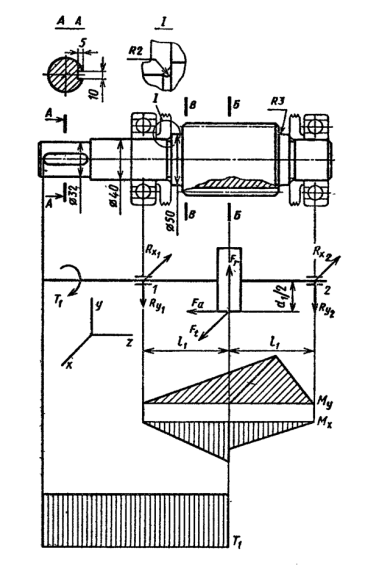 А А
I
5
10
R2
В
Б
R3
А
I
А
ø32
ø40
ø50
В
Б
Rx1
Fr
Rx2
T1
1
Ry1
Fa
d1/2
2
Ry2
y
z
x
Ft
l1
l1
My
Mx
T1